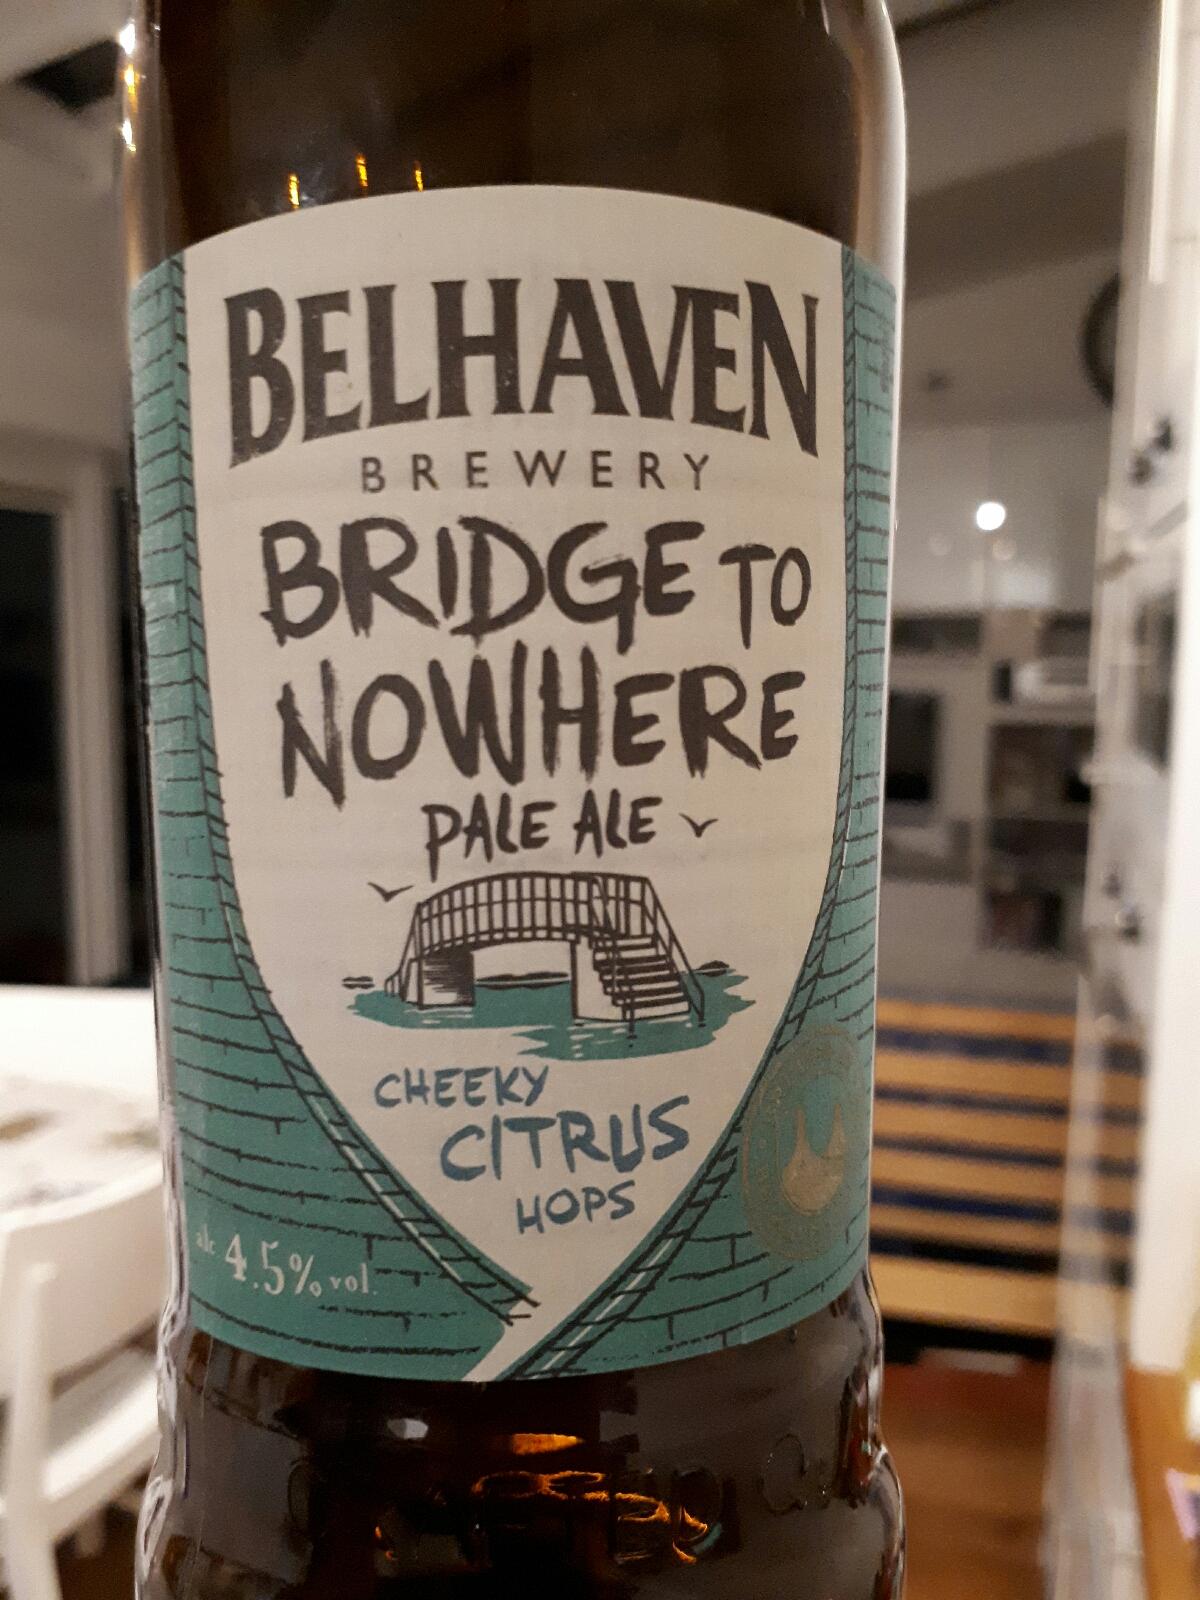 BELHAVEN
BREWERY
BRIDGE TO
NOWHERE
PALE ALE
CHEEKY
CITRUS
HOPS
alc 4.5% vol.